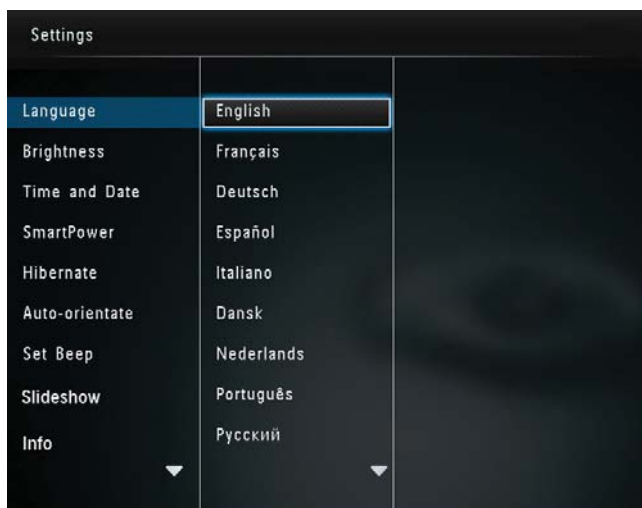 Settings
Language
Brightness
Time and Date
SmartPower
Hibernate
Auto-orientate
Set Beep
Slideshow
Info
English
Français
Deutsch
Español
Italiano
Dansk
Nederlands
Português
Русский